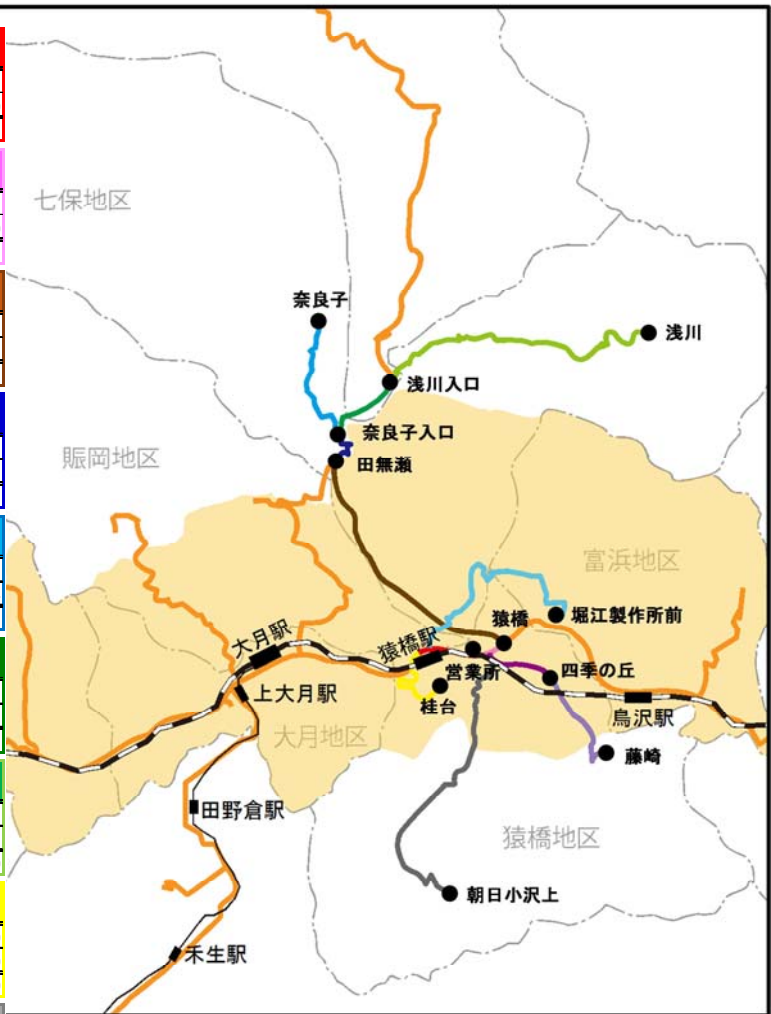 七保地区
奈良子
浅川
浅川入口
奈良子入口
賑岡地区
田無瀬
富浜地区
堀江製作所前
猿橋
大月駅
猿橋駅
営業所
四季の丘
上大月駅
桂台
鳥沢駅
大月地区
藤崎
田野倉駅
猿橋地区
朝日小沢上
禾生駅